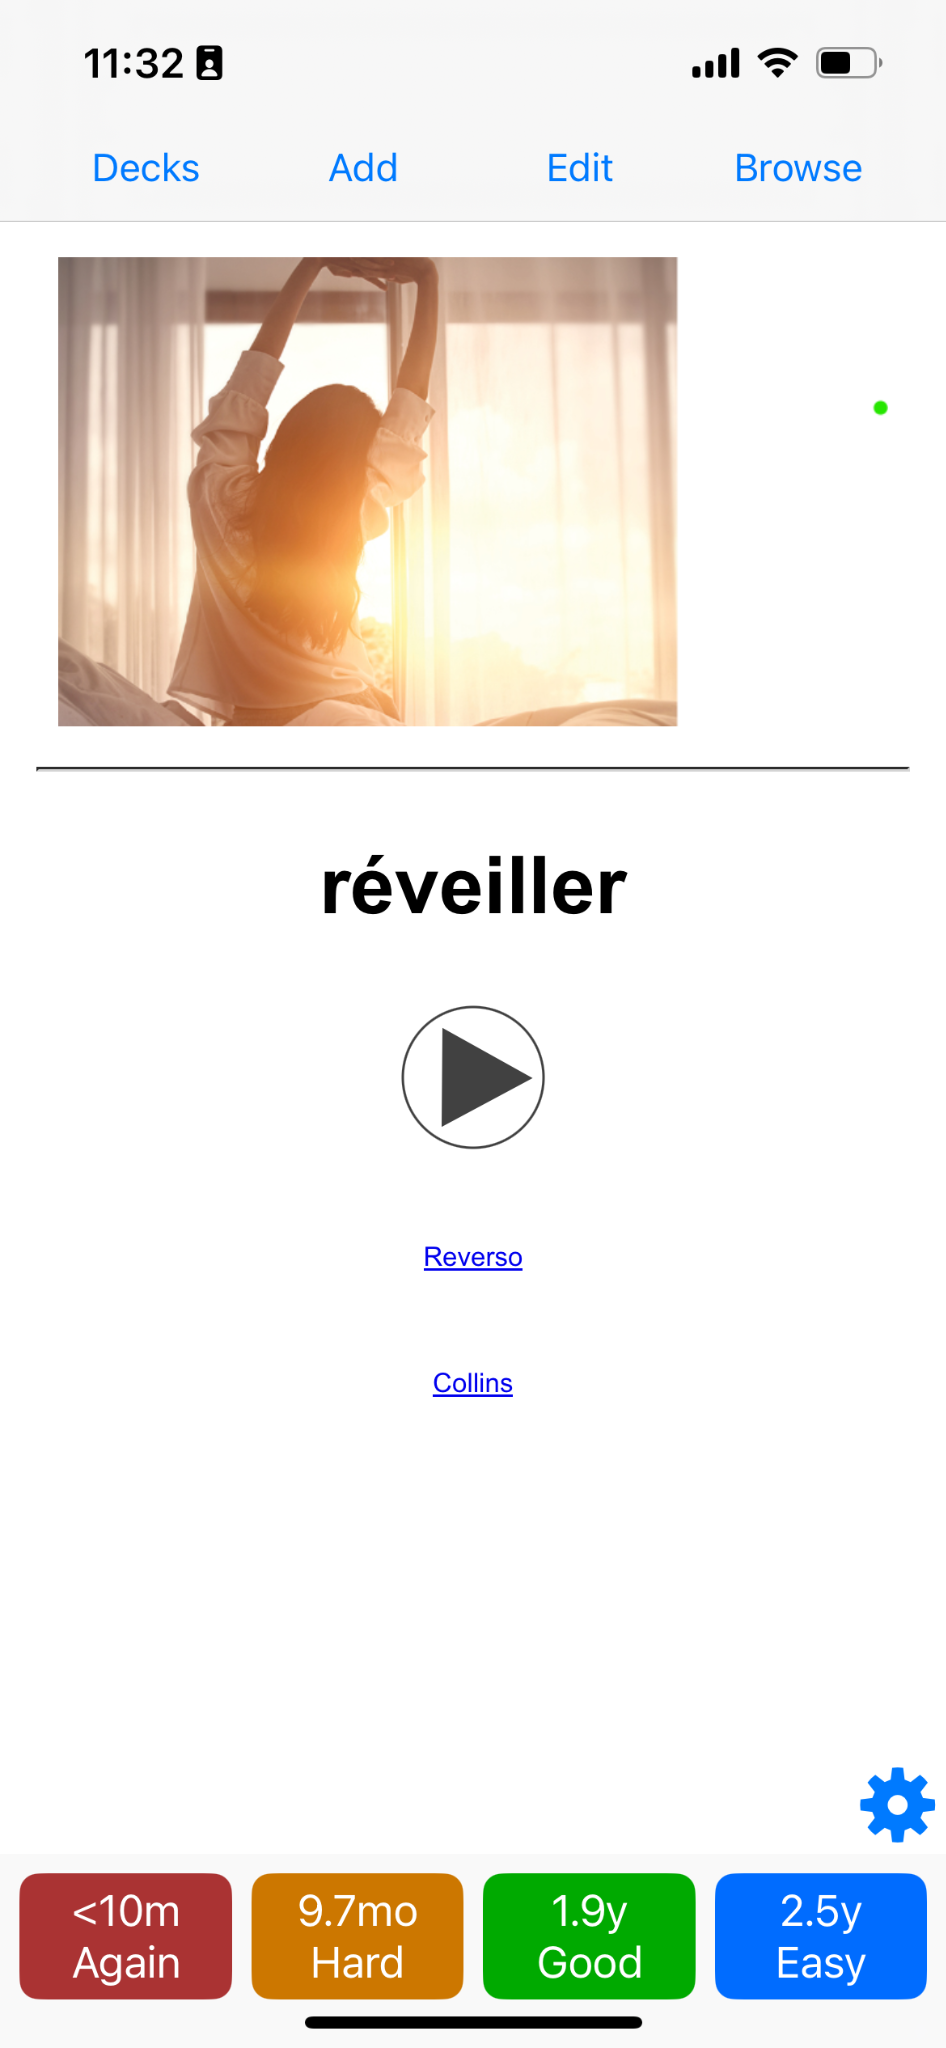 11:32
Decks Add Edit Browse
réveiller
Reverso
Collins
<10m 9.7mo 1.9y 2.5y
Again Hard Good Easy